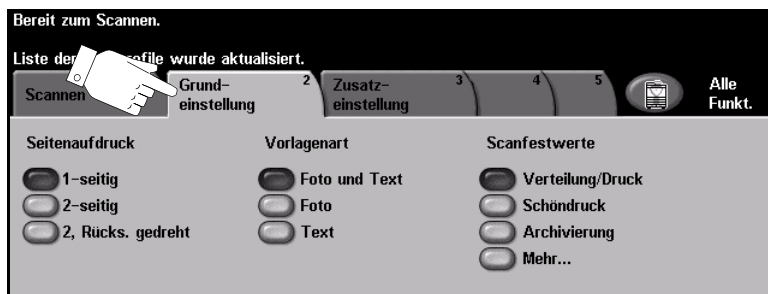 Bereit zum Scannen.
Liste der ofile wurde aktualisiert.
Scannen
Grund-
einstellung
2
Zusatz-
einstellung
3
4
5
Alle
Funkt.
Seitenaufdruck
1-seitig
2-seitig
2, Rücks. gedreht
Vorlagenart
Foto und Text
Foto
Text
Scanfestwerte
Verteilung/Druck
Schöndruck
Archivierung
Mehr...